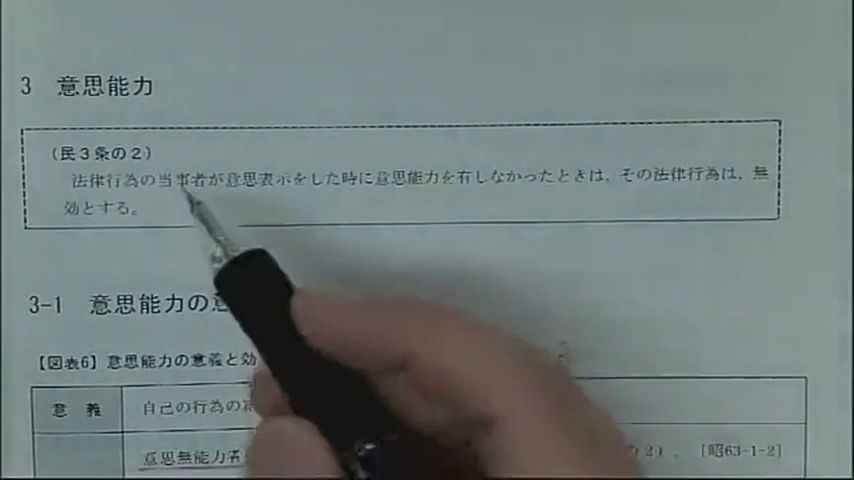 3 意思能力
(民3条の2)
法律行為の当事者が意思表示をした時に意思能力を有しなかったときは,その法律行為は,無
効とする。
3-1 意思能力の意
【図表6】意思能力の意義と効
意 義 自己の行為の
意思無能力者 の2), [昭63-1-2]